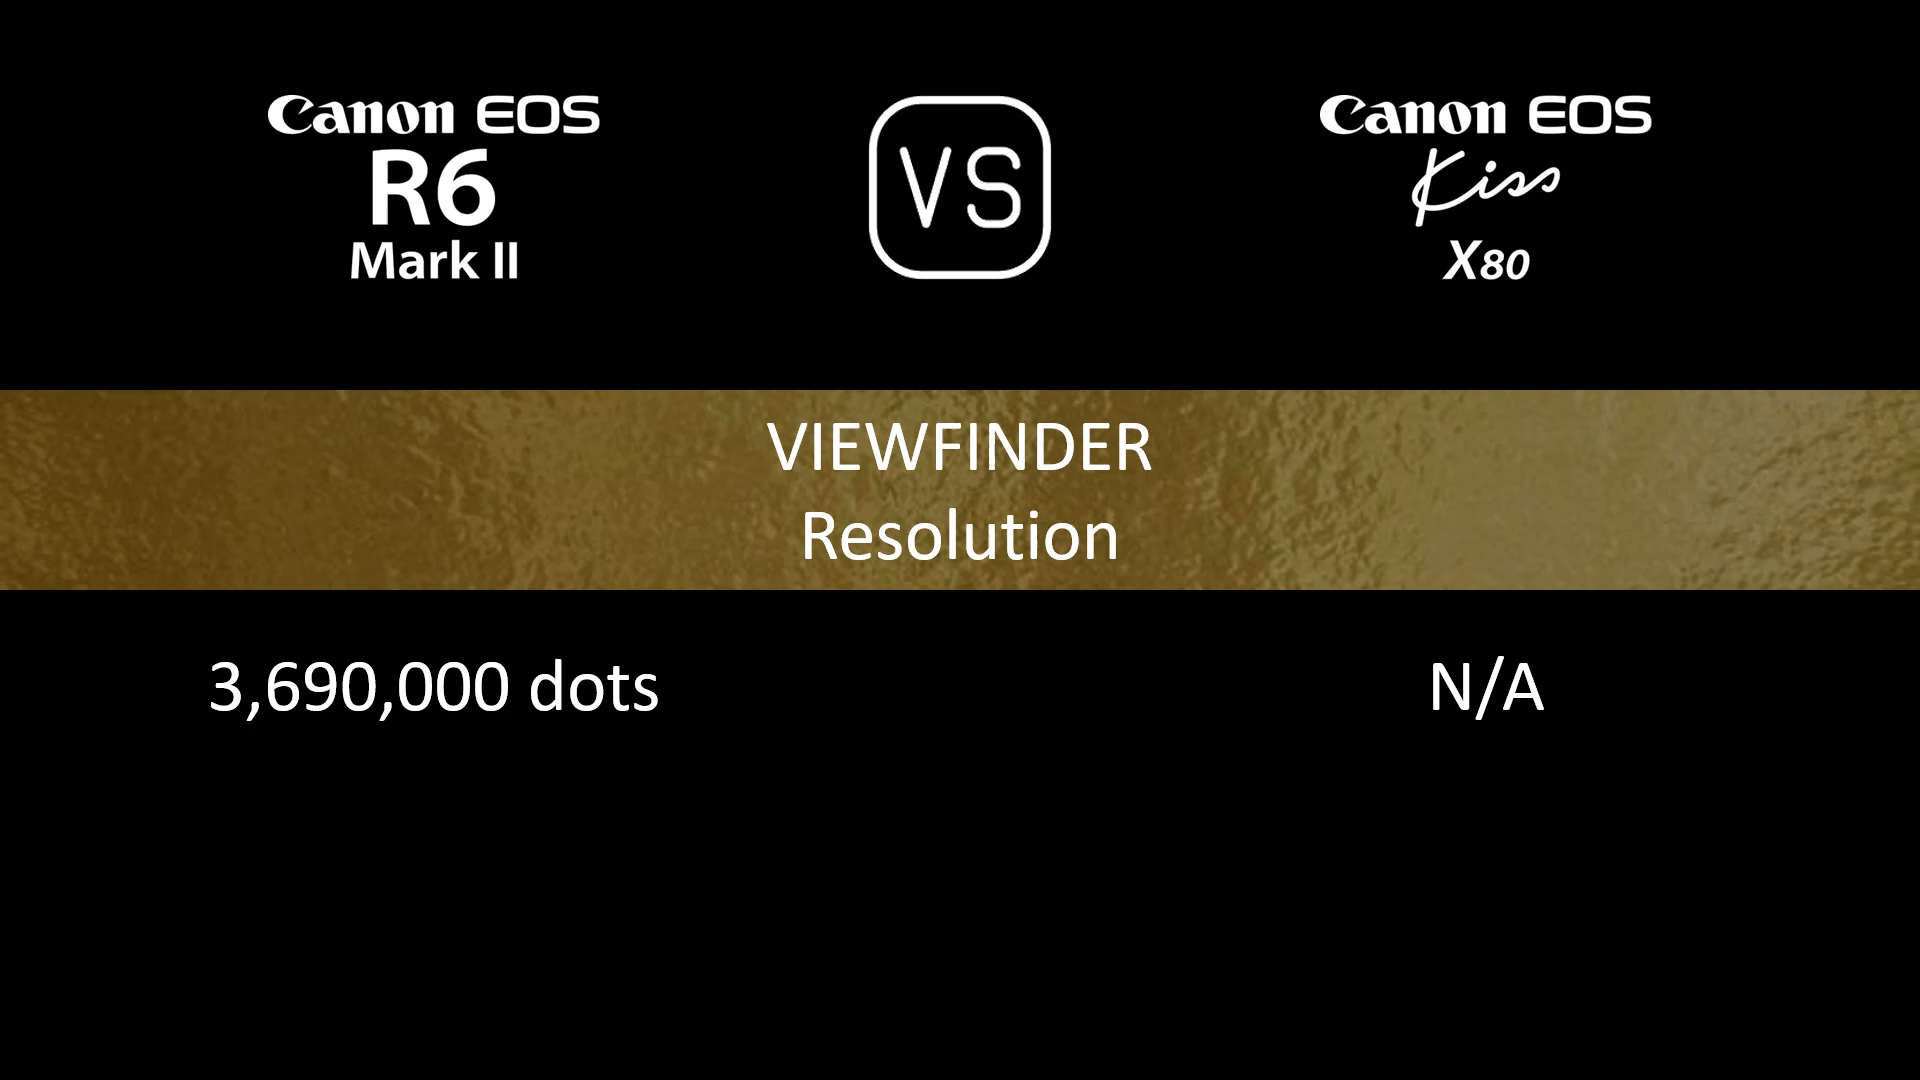 Canon EOS
R6
Mark II
VS
Canon EOS
Kiss
X80
VIEWFINDER
Resolution
3,690,000 dots
N/A